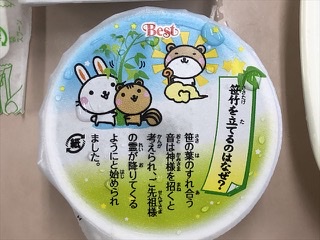 Best
笹竹を立てるのはなぜ?
笹の葉のすれ合う
音は神様を招くと
考えられ、ご先祖様
の霊が降りてくる
ようにと始められ
ました。
紙